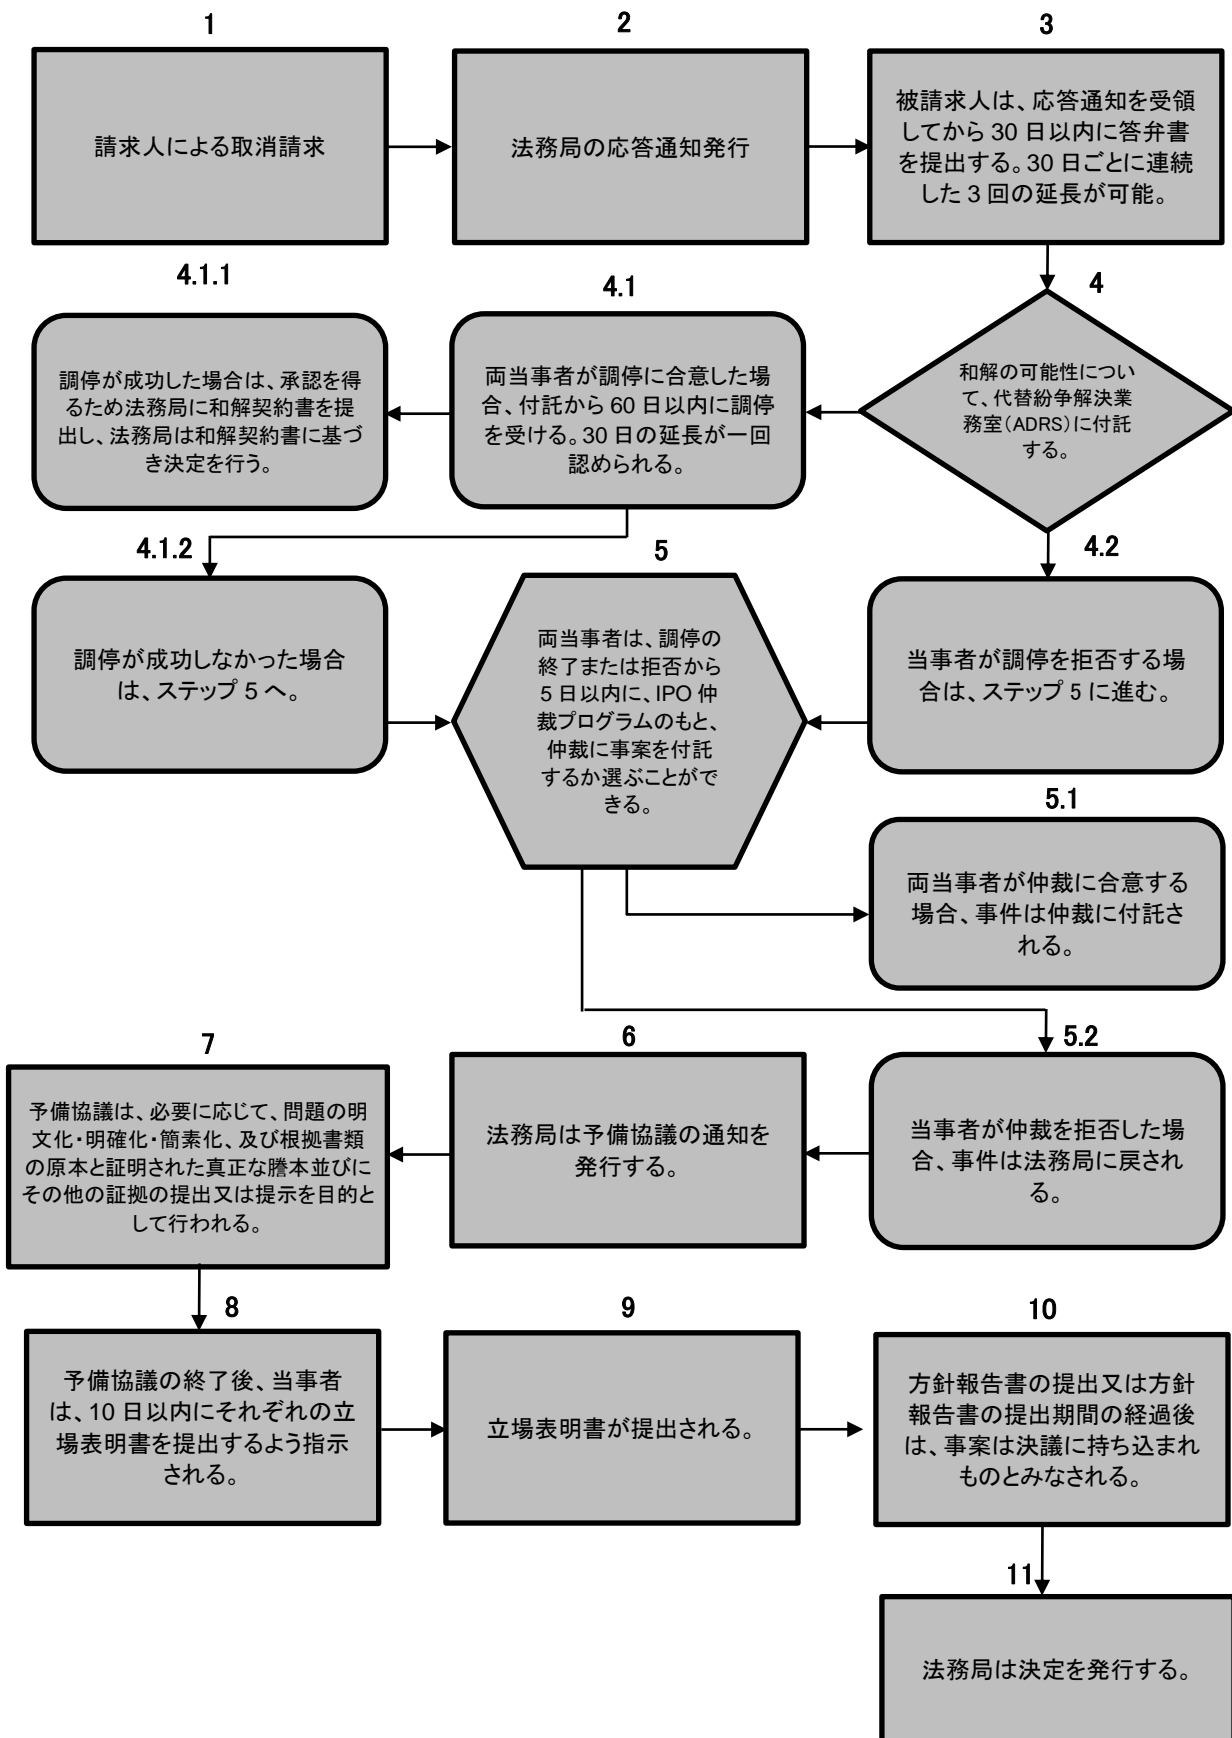 1
請求人による取消請求
2
法務局の応答通知発行
3
被請求人は、応答通知を受領
してから 30 日以内に答弁書
を提出する。30 日ごとに連続
した 3 回の延長が可能。
4
和解の可能性につい
て、代替紛争解決業
務室(ADRS)に付託
する。
4.1
両当事者が調停に合意した場
合、付託から 60 日以内に調停
を受ける。30 日の延長が一回
認められる。
4.1.1
調停が成功した場合は、承認を得
るため法務局に和解契約書を提
出し、法務局は和解契約書に基づ
き決定を行う。
4.1.2
調停が成功しなかった場合
は、ステップ 5 へ。
4.2
当事者が調停を拒否する場
合は、ステップ 5 に進む。
5
両当事者は、調停の
終了または拒否から
5 日以内に、IPO 仲
裁プログラムのもと、
仲裁に事案を付託
するか選ぶことがで
きる。
5.1
両当事者が仲裁に合意する
場合、事件は仲裁に付託さ
れる。
5.2
当事者が仲裁を拒否した場
合、事件は法務局に戻され
る。
6
法務局は予備協議の通知を
発行する。
7
予備協議は、必要に応じて、問題の明
文化・明確化・簡素化、及び根拠書類
の原本と証明された真正な謄本並びに
その他の証拠の提出又は提示を目的と
して行われる。
8
予備協議の終了後、当事者
は、10 日以内にそれぞれの立
場表明書を提出するよう指示
される。
9
立場表明書が提出される。
10
方針報告書の提出又は方針
報告書の提出期間の経過後
は、事案は決議に持ち込まれ
ものとみなされる。
11
法務局は決定を発行する。